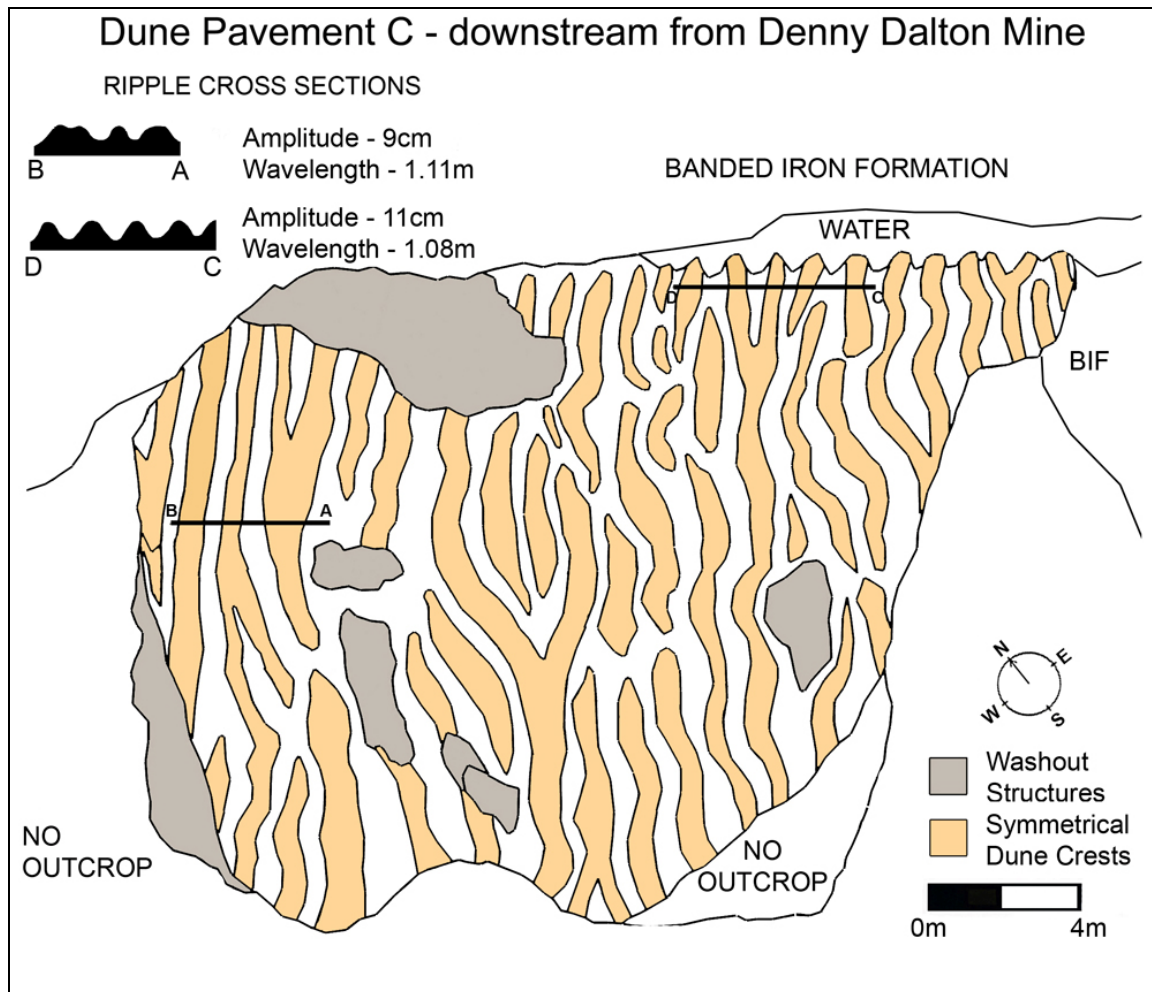 Dune Pavement C - downstream from Denny Dalton Mine
RIPPLE CROSS SECTIONS
Amplitude - 9cm
Wavelength - 1.11m
B A
Amplitude - 11cm
Wavelength - 1.08m
D C
BANDED IRON FORMATION
WATER
D C
BIF
B A
N
E
W
S
Washout
Structures
Symmetrical
Dune Crests
NO
OUTCROP
NO
OUTCROP
0m 4m